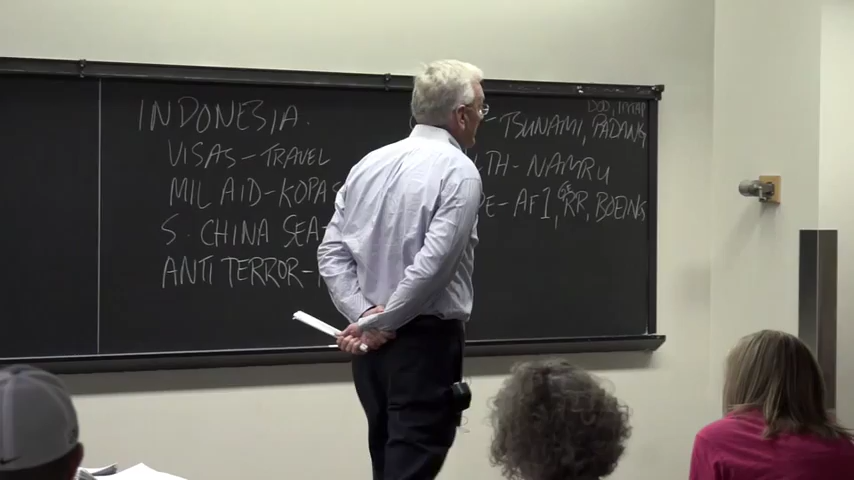 INDONESIA.
VISAS-TRAVEL
MIL AID-KOPAS
S. CHINA SEA-
ANTI TERROR-
DOD,
-TSUNAMI, PADANG
TH-NAMRU
E-AF1, GE RR, BOEING